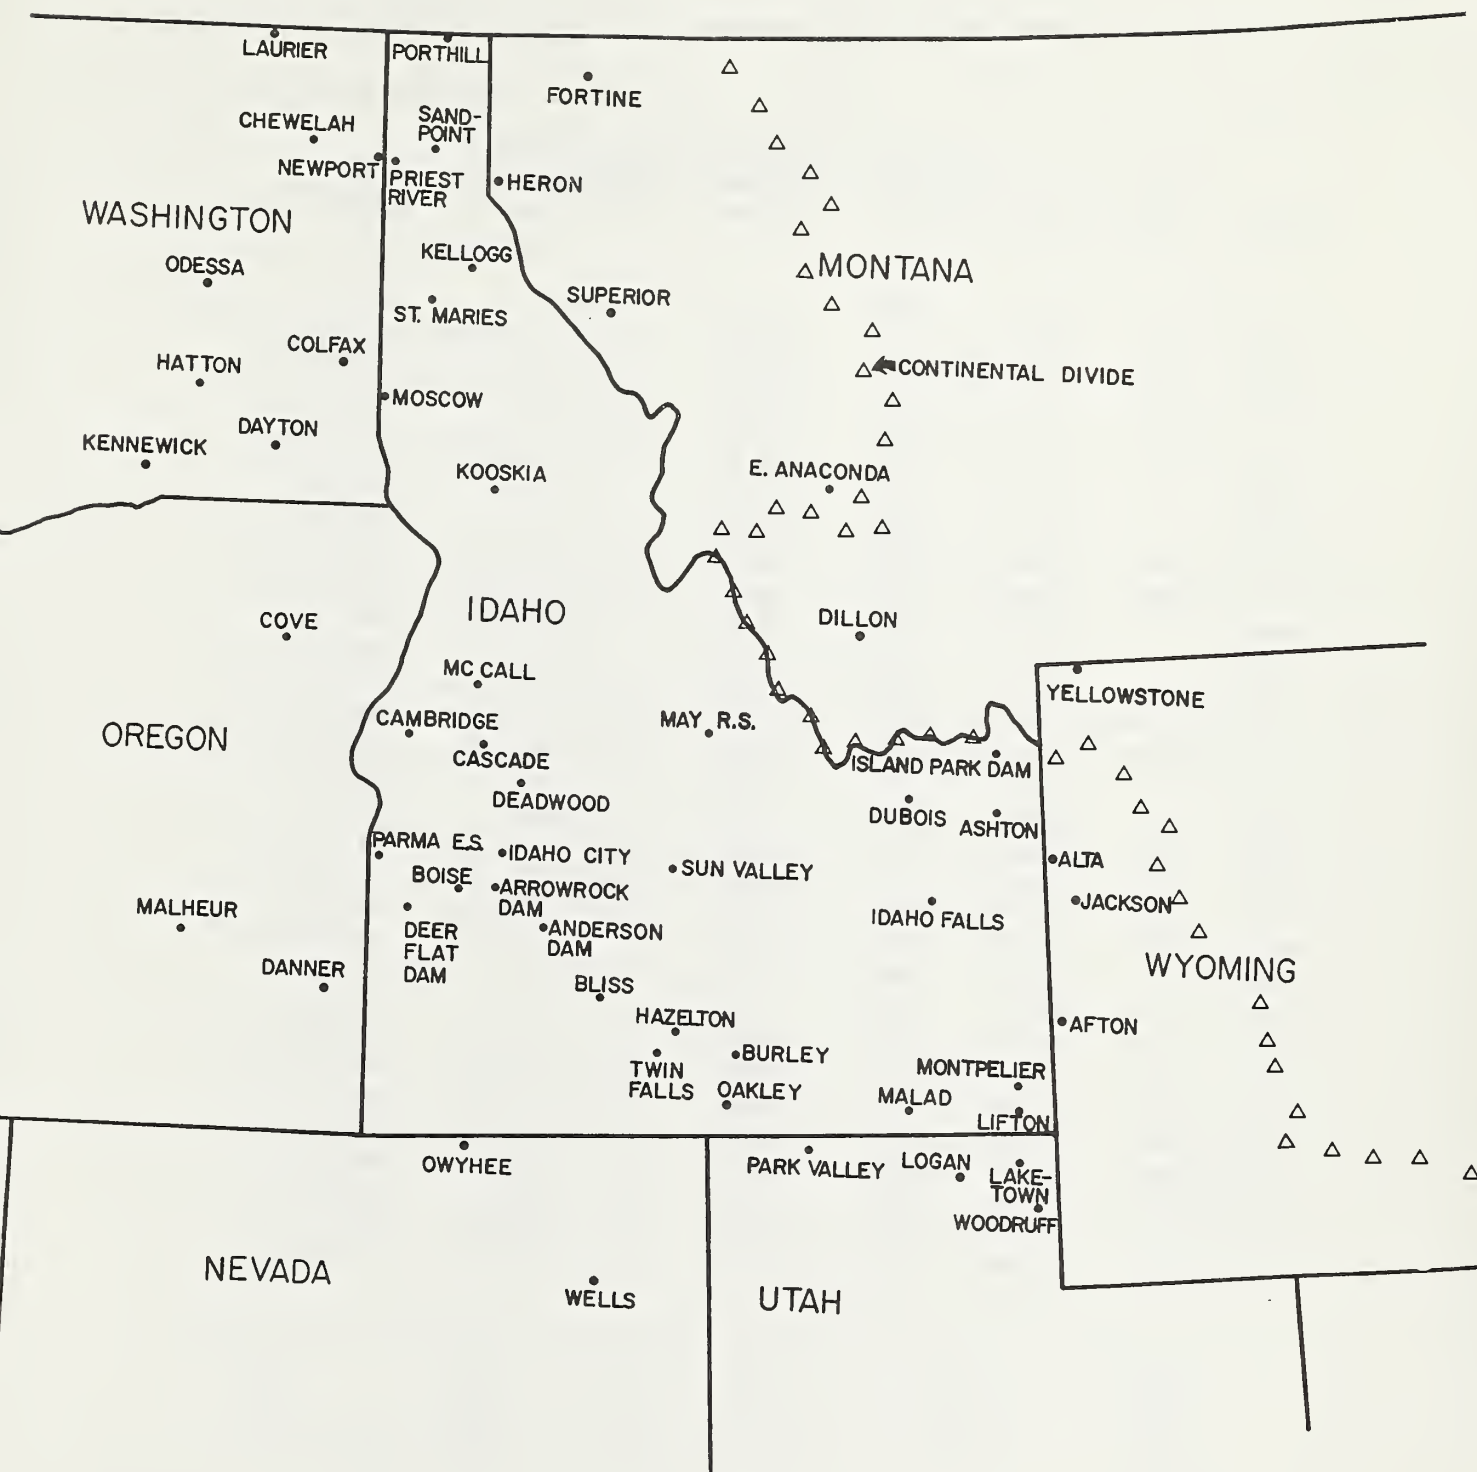 LAURIER
PORTHILL
FORTINE
SAND-
POINT
CHEWELAH
NEWPORT
PRIEST
RIVER
HERON
WASHINGTON
KELLOGG
ODESSA
MONTANA
SUPERIOR
ST. MARIES
COLFAX
HATTON
CONTINENTAL DIVIDE
MOSCOW
DAYTON
KENNEWICK
KOOSKIA
E. ANACONDA
IDAHO
COVE
DILLON
MC CALL
YELLOWSTONE
CAMBRIDGE
MAY R.S.
OREGON
CASCADE
ISLAND PARK DAM
DEADWOOD
DUBOIS
ASHTON
PARMA E.S.
IDAHO CITY
ALTA
SUN VALLEY
BOISE
ARROWROCK
DAM
JACKSON
MALHEUR
IDAHO FALLS
DEER
FLAT
DAM
ANDERSON
DAM
DANNER
WYOMING
BLISS
HAZELTON
AFTON
BURLEY
TWIN
FALLS
MONTPELIER
OAKLEY
MALAD
LIFTON
OWYHEE
PARK VALLEY
LOGAN
LAKE-
TOWN
WOODRUFF
NEVADA
WELLS
UTAH